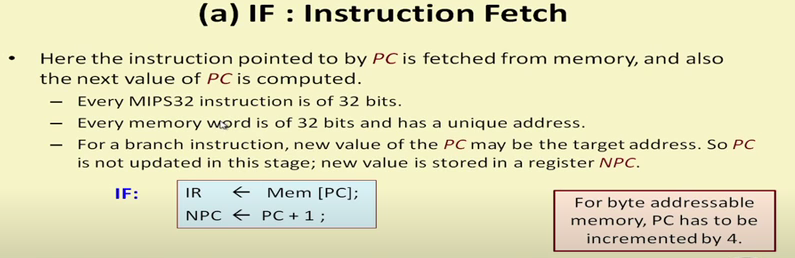 (a) IF : Instruction Fetch
• Here the instruction pointed to by PC is fetched from memory, and also
the next value of PC is computed.
– Every MIPS32 instruction is of 32 bits.
– Every memory word is of 32 bits and has a unique address.
– For a branch instruction, new value of the PC may be the target address. So PC
is not updated in this stage; new value is stored in a register NPC.
IF:
IR ← Mem [PC];
NPC ← PC + 1 ;
For byte addressable
memory, PC has to be
incremented by 4.